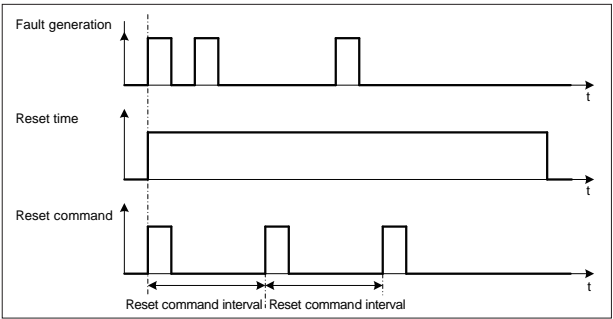 Fault generation
t
Reset time
t
Reset command
t
Reset command interval Reset command interval